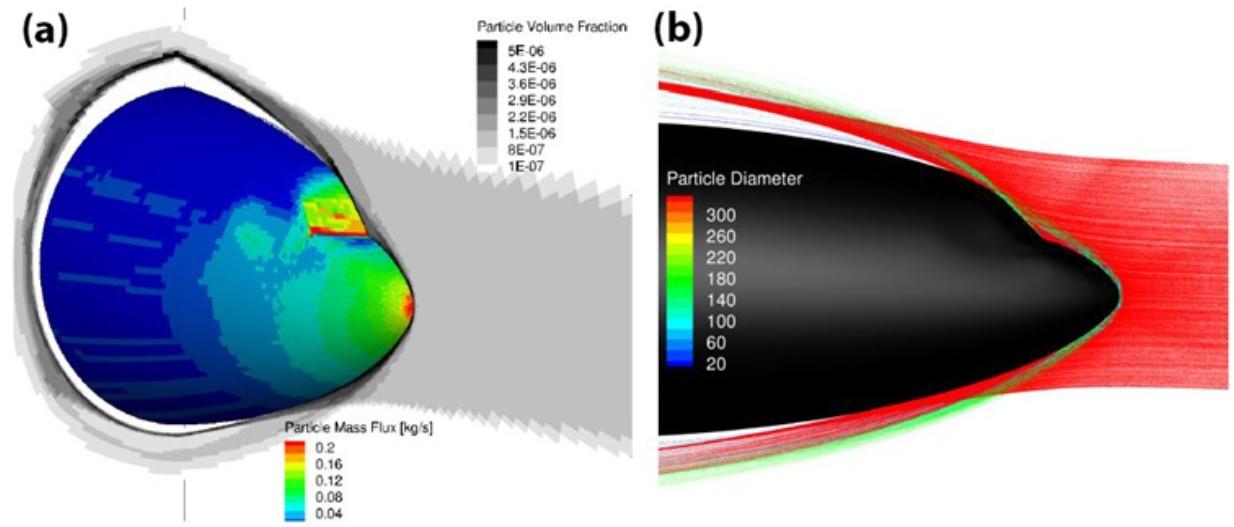 (a)
Particle Volume Fraction
5E-06
4.3E-06
3.6E-06
2.9E-06
2.2E-06
1.5E-06
8E-07
1E-07
Particle Mass Flux [kg/s]
0.2
0.16
0.12
0.08
0.04
(b)
Particle Diameter
300
260
220
180
140
100
60
20